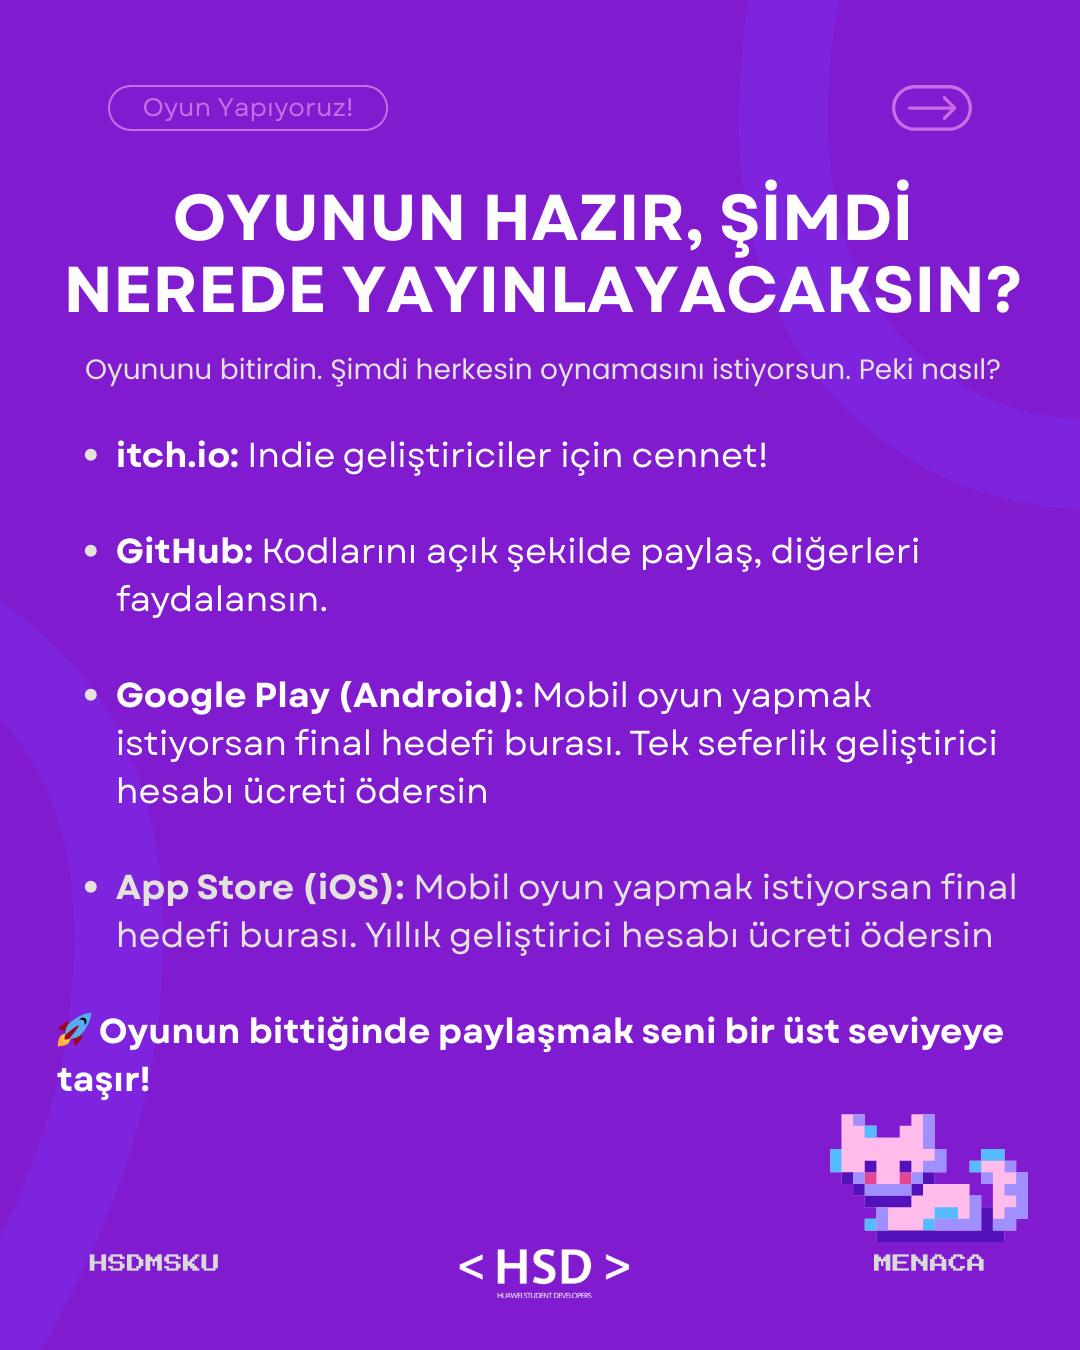 Oyun Yapıyoruz!
OYUNUN HAZIR, ŞİMDİ
NEREDE YAYINLAYACAKSIN?
Oyununu bitirdin. Şimdi herkesin oynamasını istiyorsun. Peki nasıl?
• itch.io: Indie geliştiriciler için cennet!
• GitHub: Kodlarını açık şekilde paylaş, diğerleri
faydalansın.
• Google Play (Android): Mobil oyun yapmak
istiyorsan final hedefi burası. Tek seferlik geliştirici
hesabı ücreti ödersin
• App Store (iOS): Mobil oyun yapmak istiyorsan final
hedefi burası. Yıllık geliştirici hesabı ücreti ödersin
🚀 Oyunun bittiğinde paylaşmak seni bir üst seviyeye
taşır!
HSDMSKU
< HSD >
HUAWEI STUDENT DEVELOPERS
MENACA